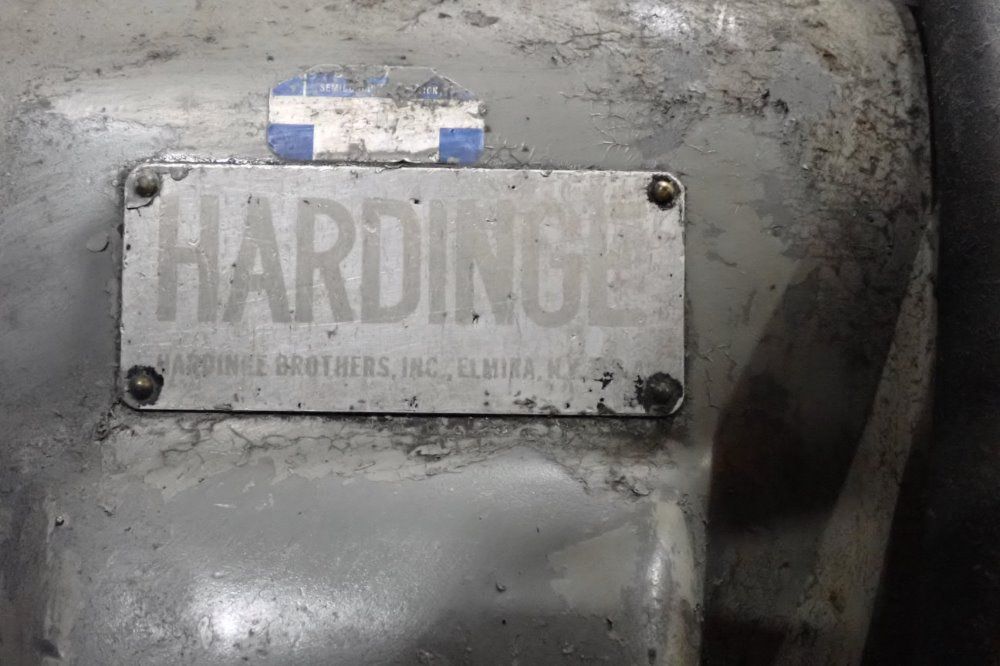 HARDINGE
HARDINGE BROTHERS, INC., ELMIRA, N.Y.